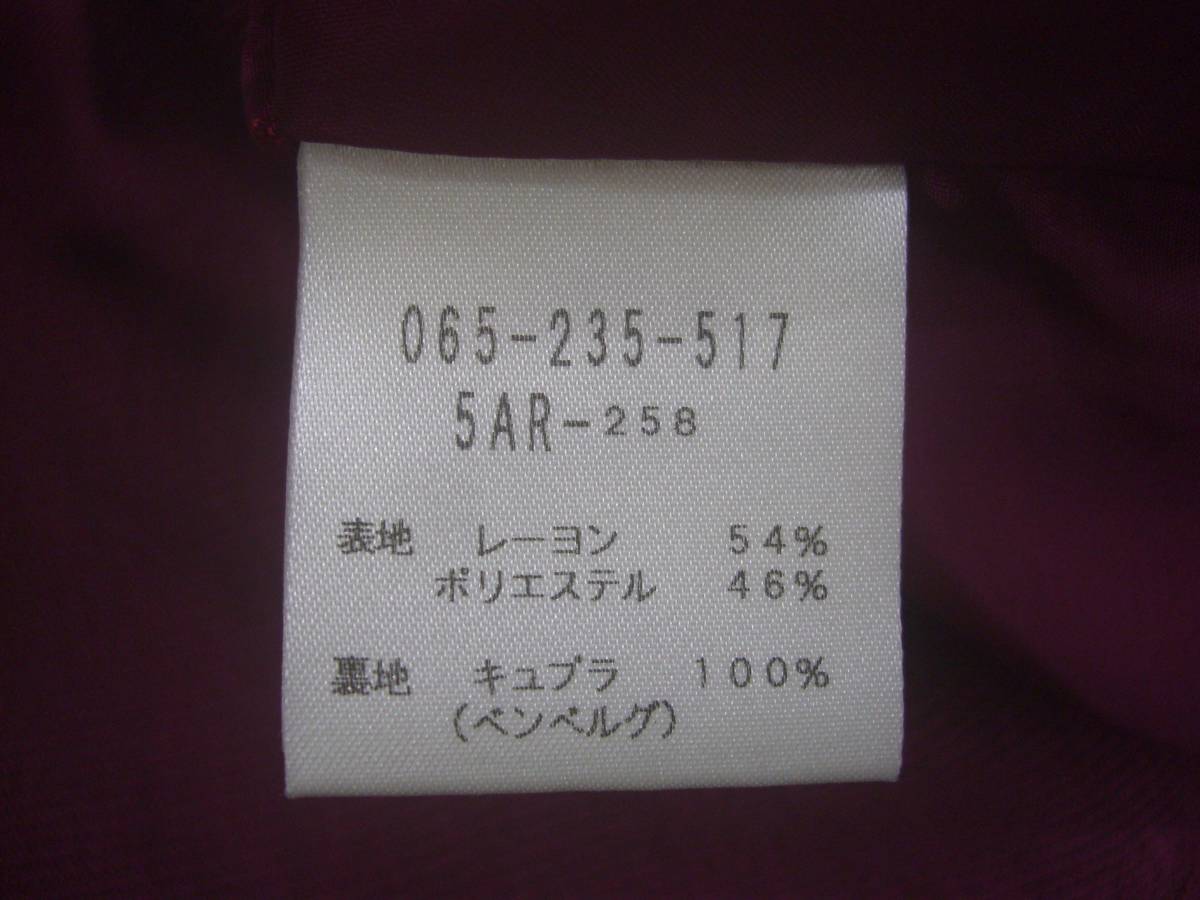 065-235-517
5AR-258
表地 レーヨン 54%
ポリエステル 46%
裏地 キュプラ 100%
(ベンベルグ)